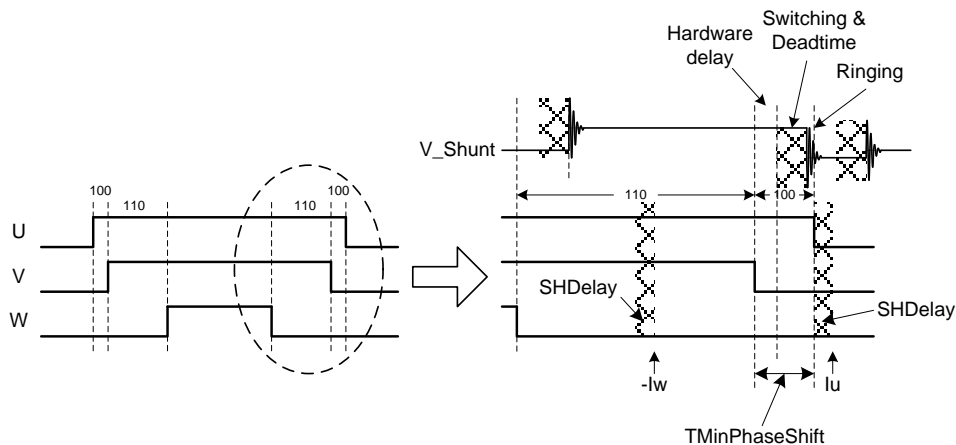 Hardware
delay
Switching &
Deadtime
Ringing
V_Shunt
100
110
110
100
110
100
U
V
W
SHDelay
SHDelay
-Iw
Iu
TMinPhaseShift